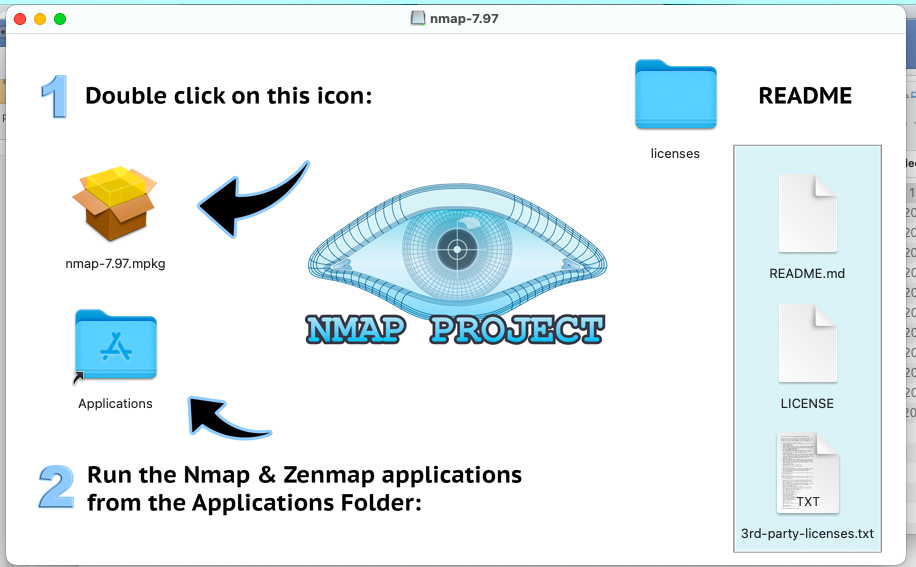 nmap-7.97
1 Double click on this icon:
nmap-7.97.mpkg
Applications
2 Run the Nmap & Zenmap applications
from the Applications Folder:
NMAP PROJECT
licenses
README
README.md
LICENSE
TXT
3rd-party-licenses.txt